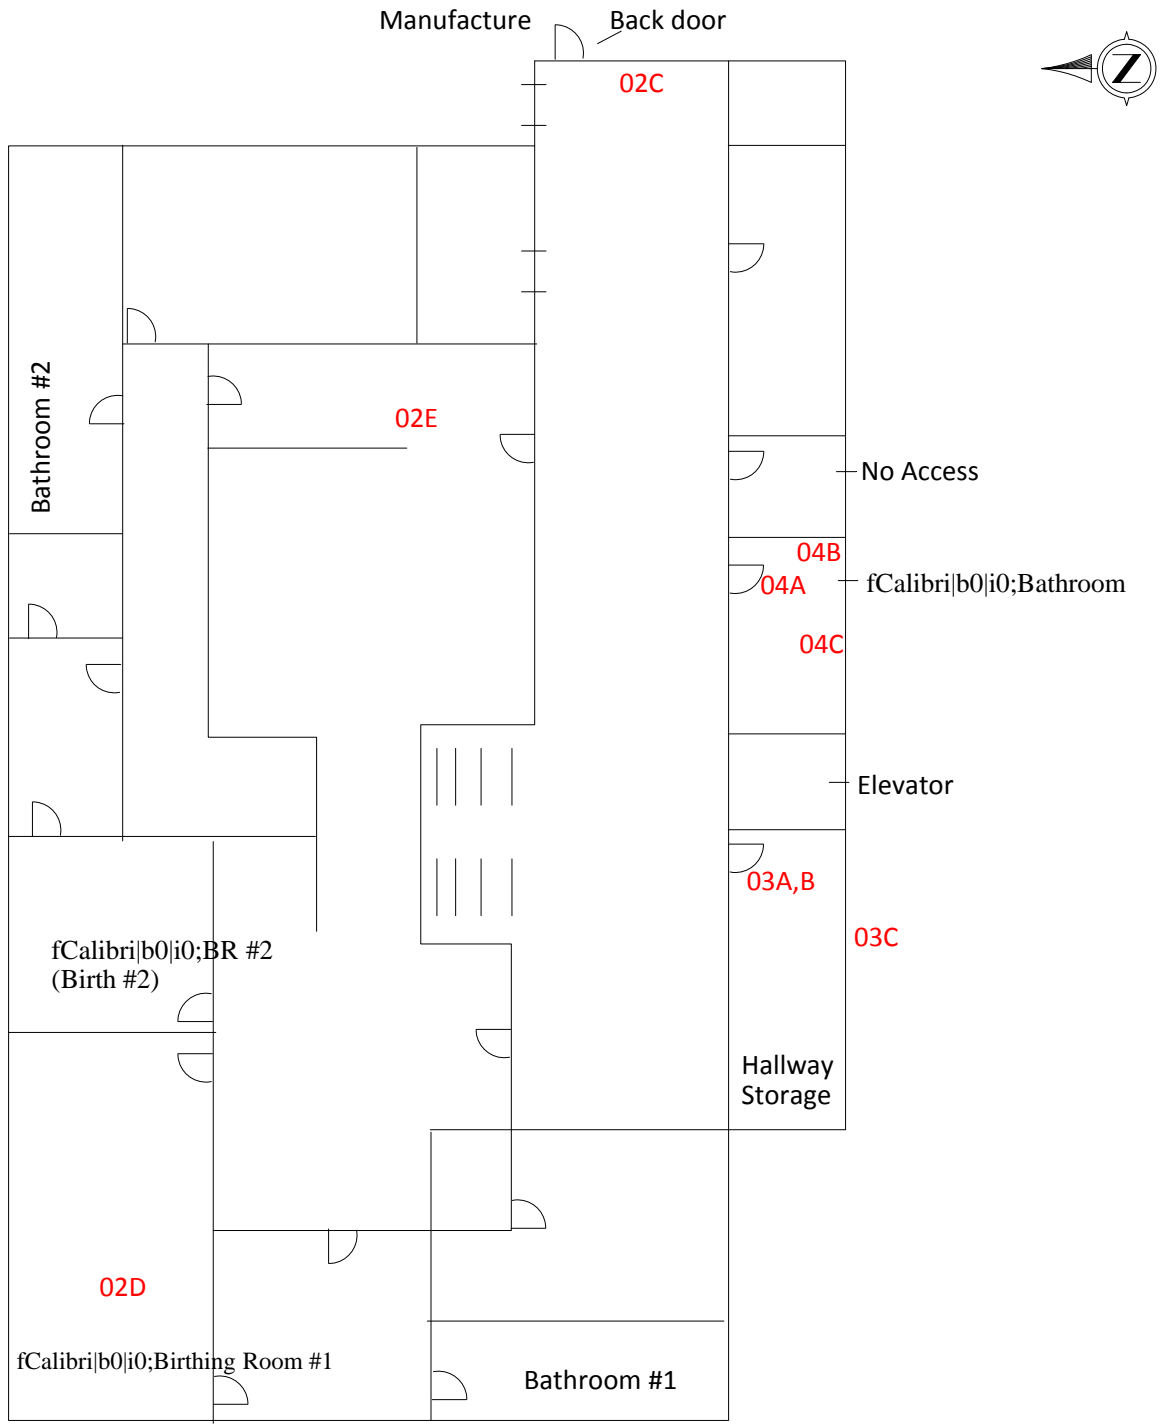 Manufacture
Back door
Z
02C
Bathroom #2
02E
No Access
04B
04A
fCalibri|b0|i0;Bathroom
04C
Elevator
03A,B
03C
fCalibri|b0|i0;BR #2
(Birth #2)
Hallway
Storage
02D
fCalibri|b0|i0;Birthing Room #1
Bathroom #1